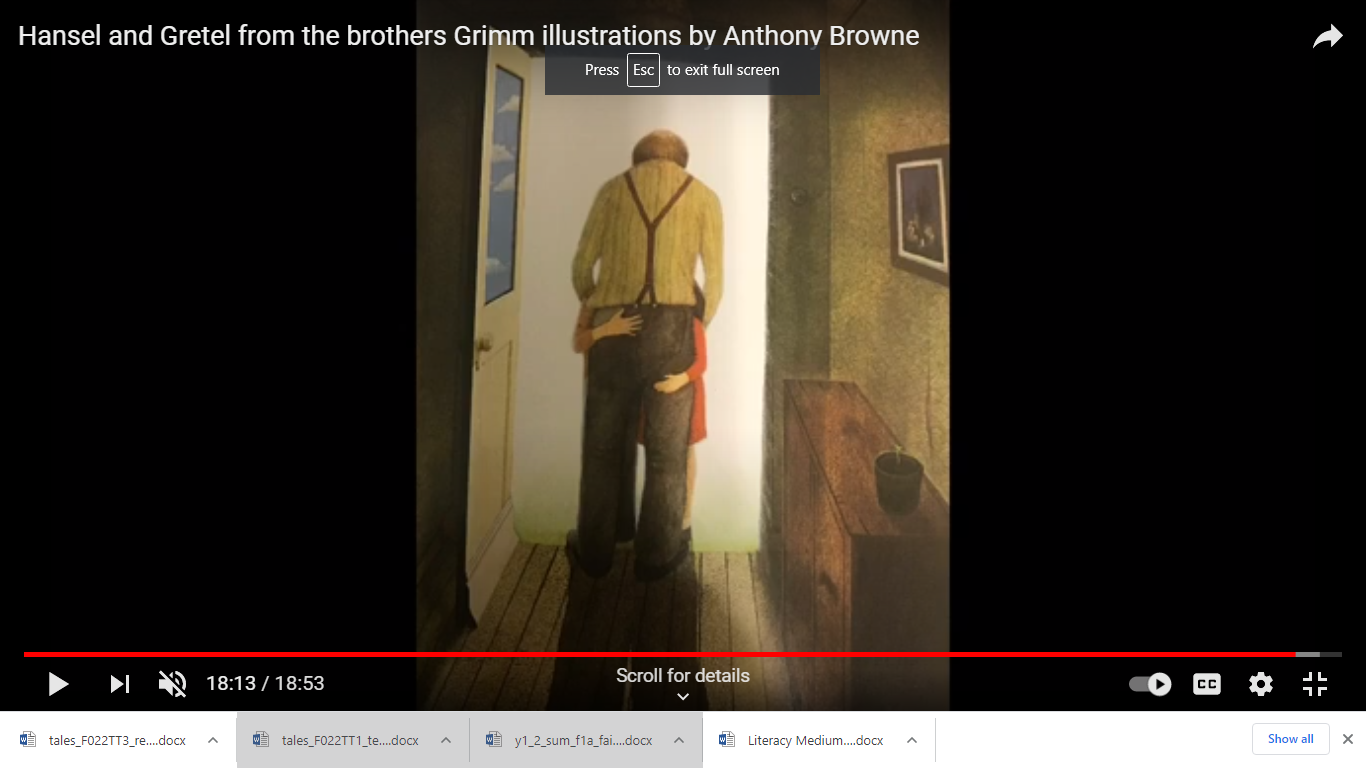 Hansel and Gretel from the brothers Grimm illustrations by Anthony Browne
Press Esc to exit full screen
18:13 / 18:53
Scroll for details
CC
tales_F022TT3_re....docx
tales_F022TT1_te....docx
y1_2_sum_f1a_fai....docx
Literacy Medium....docx
Show all